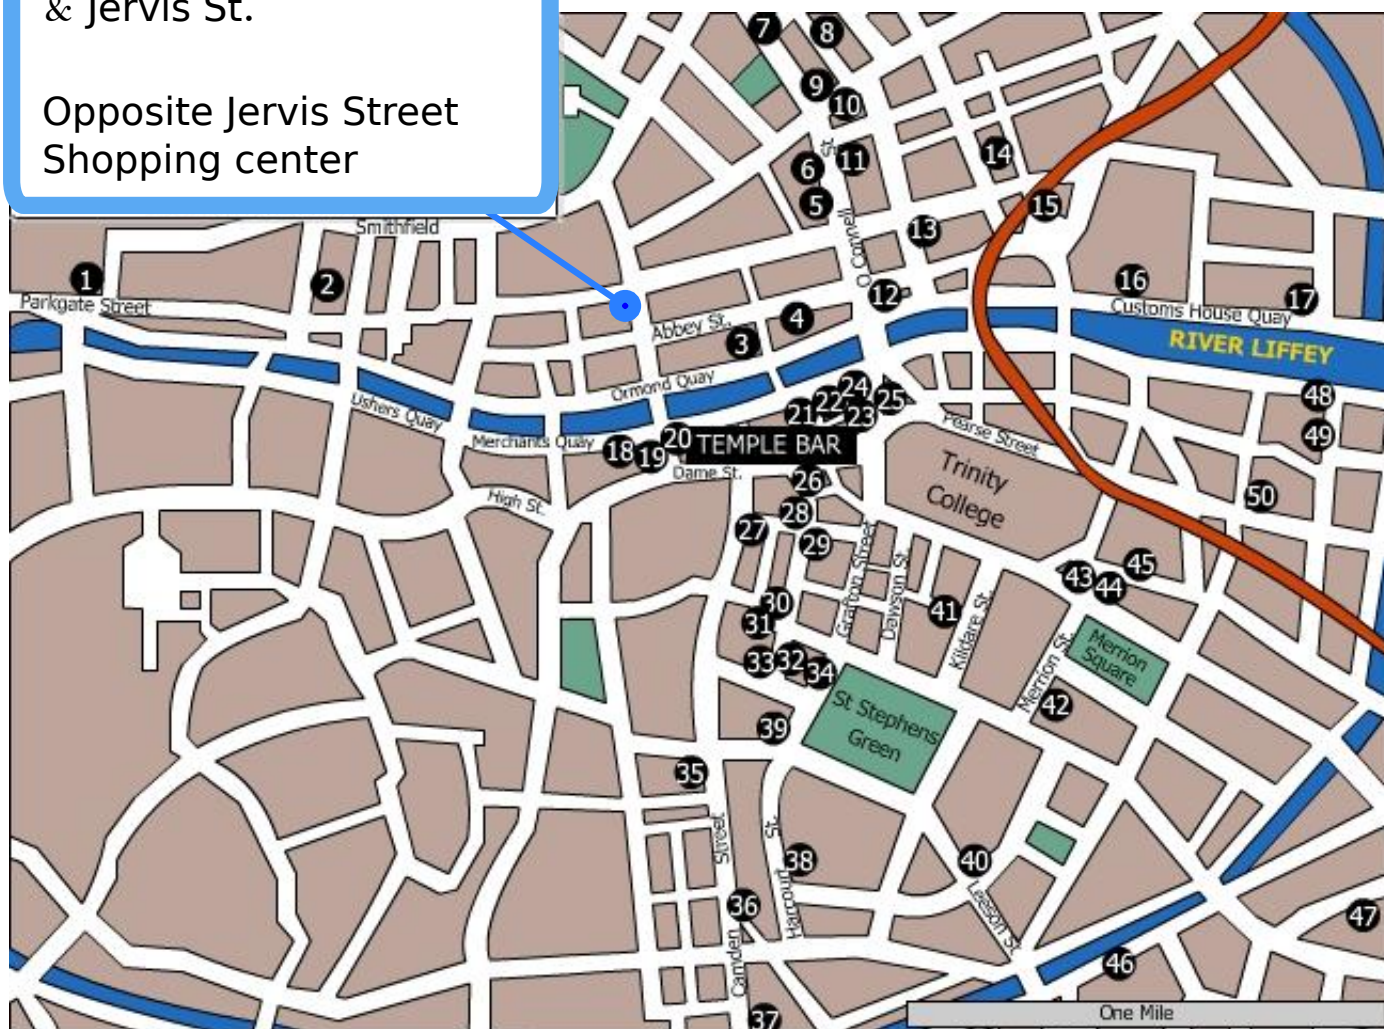 & Jervis St.
Opposite Jervis Street
Shopping center
7
8
9
10
St.
11
6
14
5
15
O Connell
13
Smithfield
1
2
16
12
17
Parkgate Street
Customs House Quay
4
Abbey St.
3
RIVER LIFFEY
Ormond Quay
24
48
22
25
Ushers Quay
21
23
Pearse Street
49
20
TEMPLE BAR
Merchants Quay
18
19
Dame St.
26
Trinity
College
50
High St.
28
27
29
Grafton Street
Dawson St.
45
43
44
30
41
Kildare St
31
Merrion
Square
33
32
34
Merrion St.
42
St Stephens
Green
39
35
Street
St.
38
40
Harcourt
Leeson St
36
47
Camden
46
37
One Mile